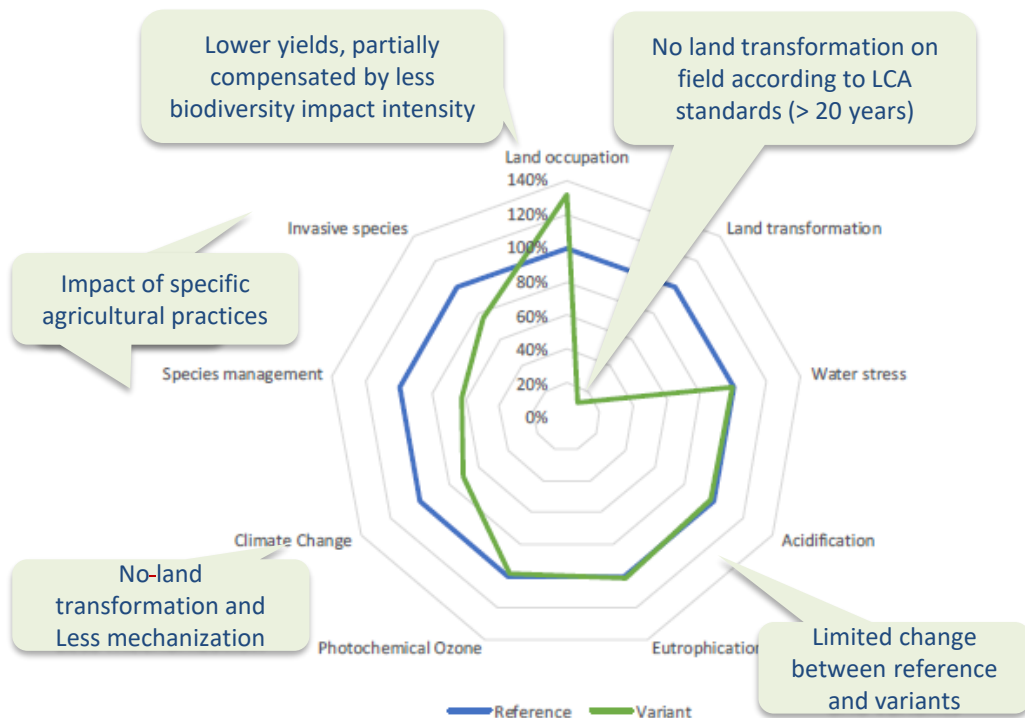 Lower yields, partially
compensated by less
biodiversity impact intensity
No land transformation on
field according to LCA
standards (> 20 years)
Land occupation
140%
120%
100%
80%
60%
40%
20%
0%
Invasive species
Land transformation
Impact of specific
agricultural practices
Species management
Water stress
Climate Change
Acidification
No-land
transformation and
Less mechanization
Photochemical Ozone
Eutrophication
Limited change
between reference
and variants
Reference
Variant